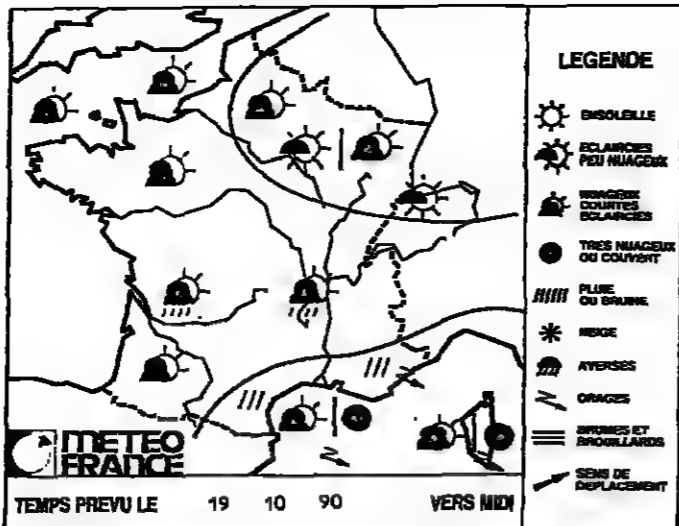 LEGENDE
ENSOLEILLE
ECLAIRCIES
PEU NUAGEUX
NUAGEUX
COURTES
ECLAIRCIES
TRES NUAGEUX
OU COUVERT
PLUIE
OU BRUINE
NEIGE
AVERSES
ORAGES
BRUMES ET
BROUILLARDS
SENS DE
DEPLACEMENT
METEO
FRANCE
TEMPS PREVU LE 19 10 90 VERS MIDI